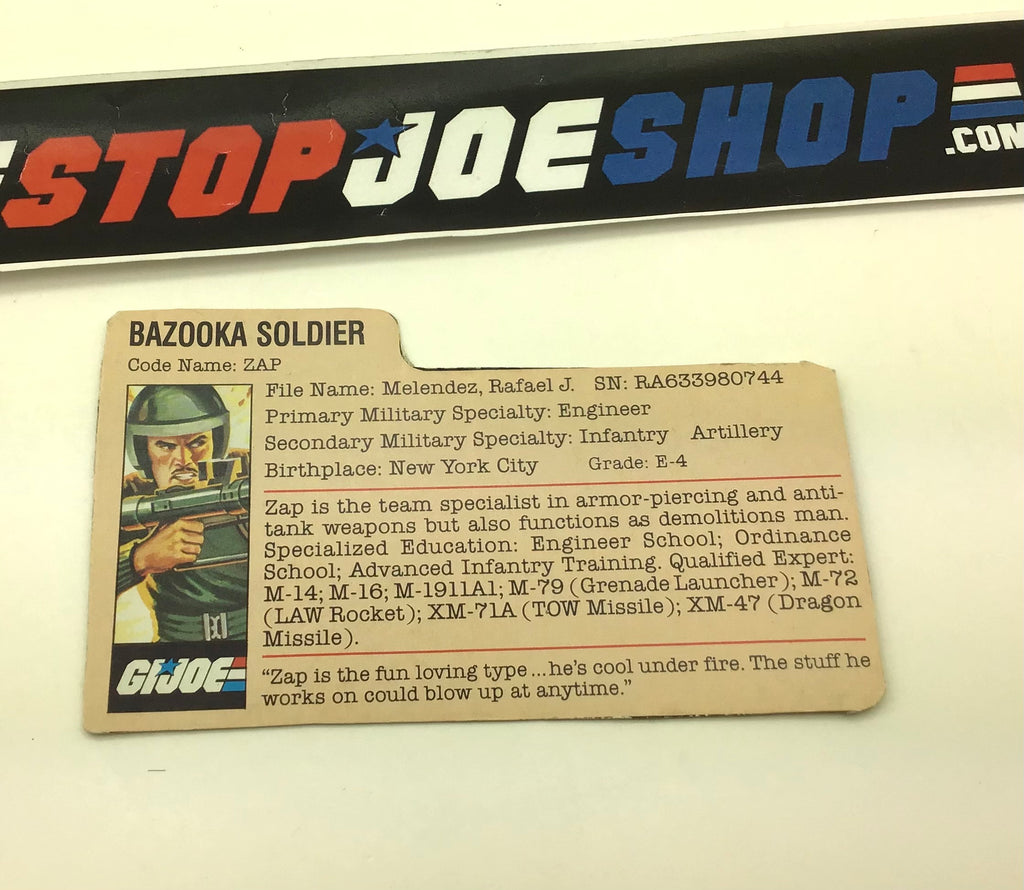 STOPJOESHOP
.COM
BAZOOKA SOLDIER
Code Name: ZAP
File Name: Melendez, Rafael J. SN: RA633980744
Primary Military Specialty: Engineer
Secondary Military Specialty: Infantry Artillery
Birthplace: New York City Grade: E-4
Zap is the team specialist in armor-piercing and anti-
tank weapons but also functions as demolitions man.
Specialized Education: Engineer School; Ordinance
School; Advanced Infantry Training. Qualified Expert:
M-14; M-16; M-1911A1; M-79 (Grenade Launcher); M-72
(LAW Rocket); XM-71A (TOW Missile); XM-47 (Dragon
Missile).
GIJOE
"Zap is the fun loving type...he's cool under fire. The stuff he
works on could blow up at anytime."